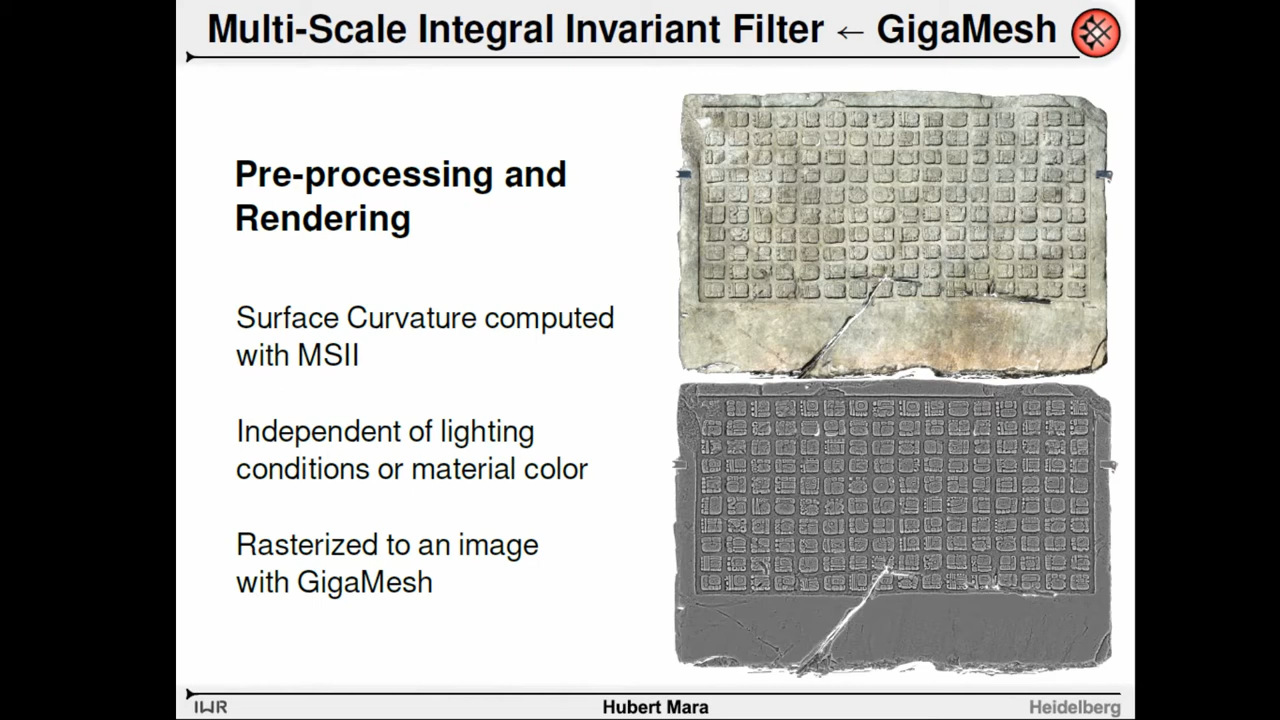 Multi-Scale Integral Invariant Filter ← GigaMesh
Pre-processing and
Rendering
Surface Curvature computed
with MSII
Independent of lighting
conditions or material color
Rasterized to an image
with GigaMesh
IWR
Hubert Mara
Heidelberg